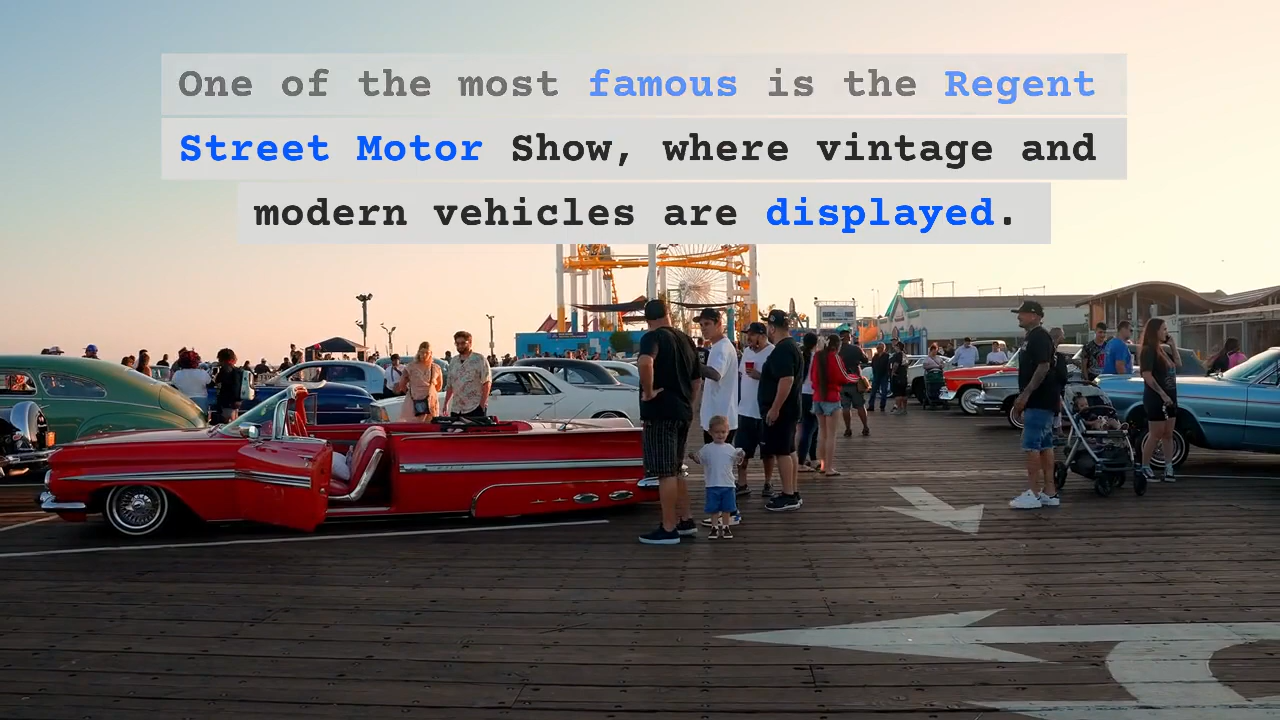 One of the most famous is the Regent
Street Motor Show, where vintage and
modern vehicles are displayed.